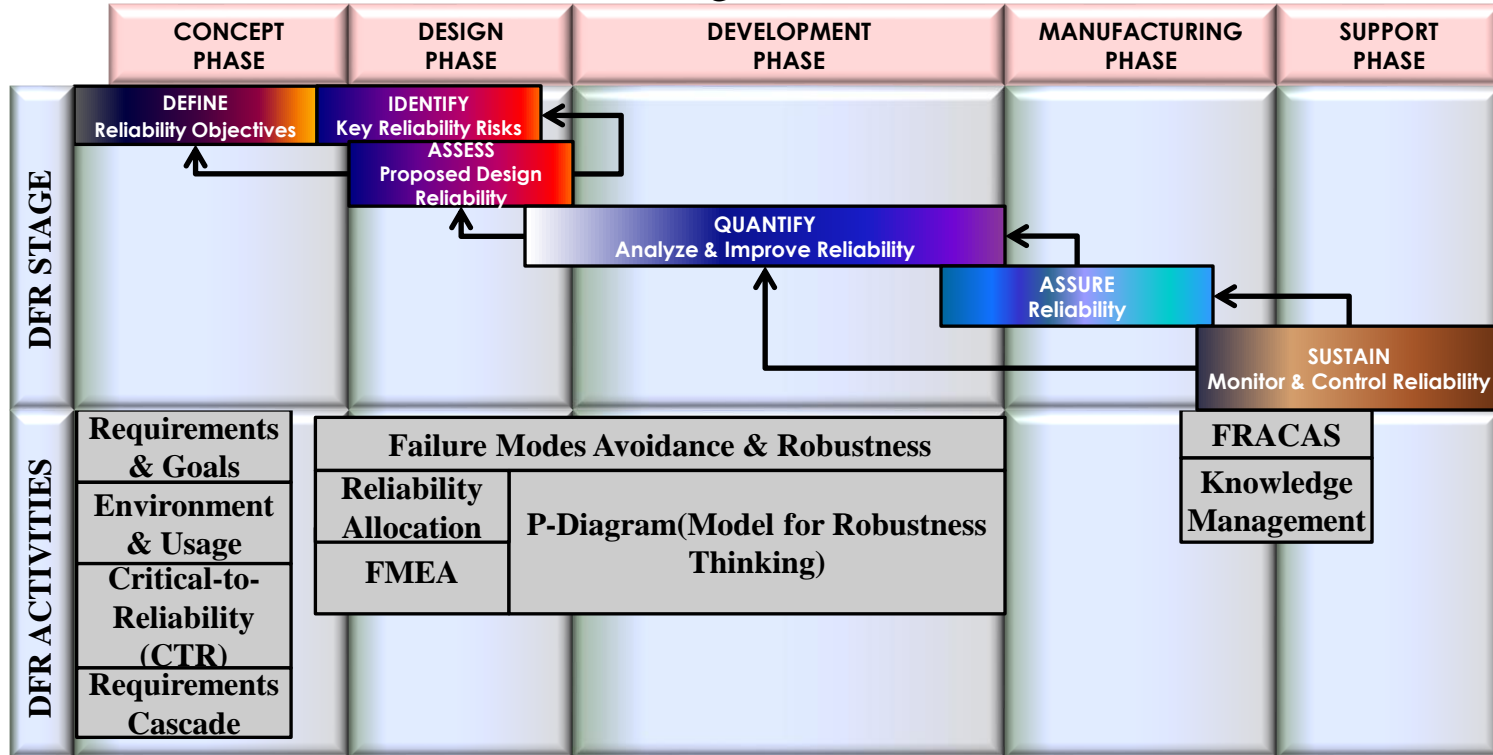 CONCEPT
PHASE
DESIGN
PHASE
DEVELOPMENT
PHASE
MANUFACTURING
PHASE
SUPPORT
PHASE
DFR STAGE
DEFINE
Reliability Objectives
IDENTIFY
Key Reliability Risks
ASSESS
Proposed Design
Reliability
QUANTIFY
Analyze & Improve Reliability
ASSURE
Reliability
SUSTAIN
Monitor & Control Reliability
DFR ACTIVITIES
Requirements
& Goals
Environment
& Usage
Critical-to-
Reliability
(CTR)
Requirements
Cascade
Failure Modes Avoidance & Robustness
Reliability
Allocation
FMEA
P-Diagram(Model for Robustness
Thinking)
FRACAS
Knowledge
Management